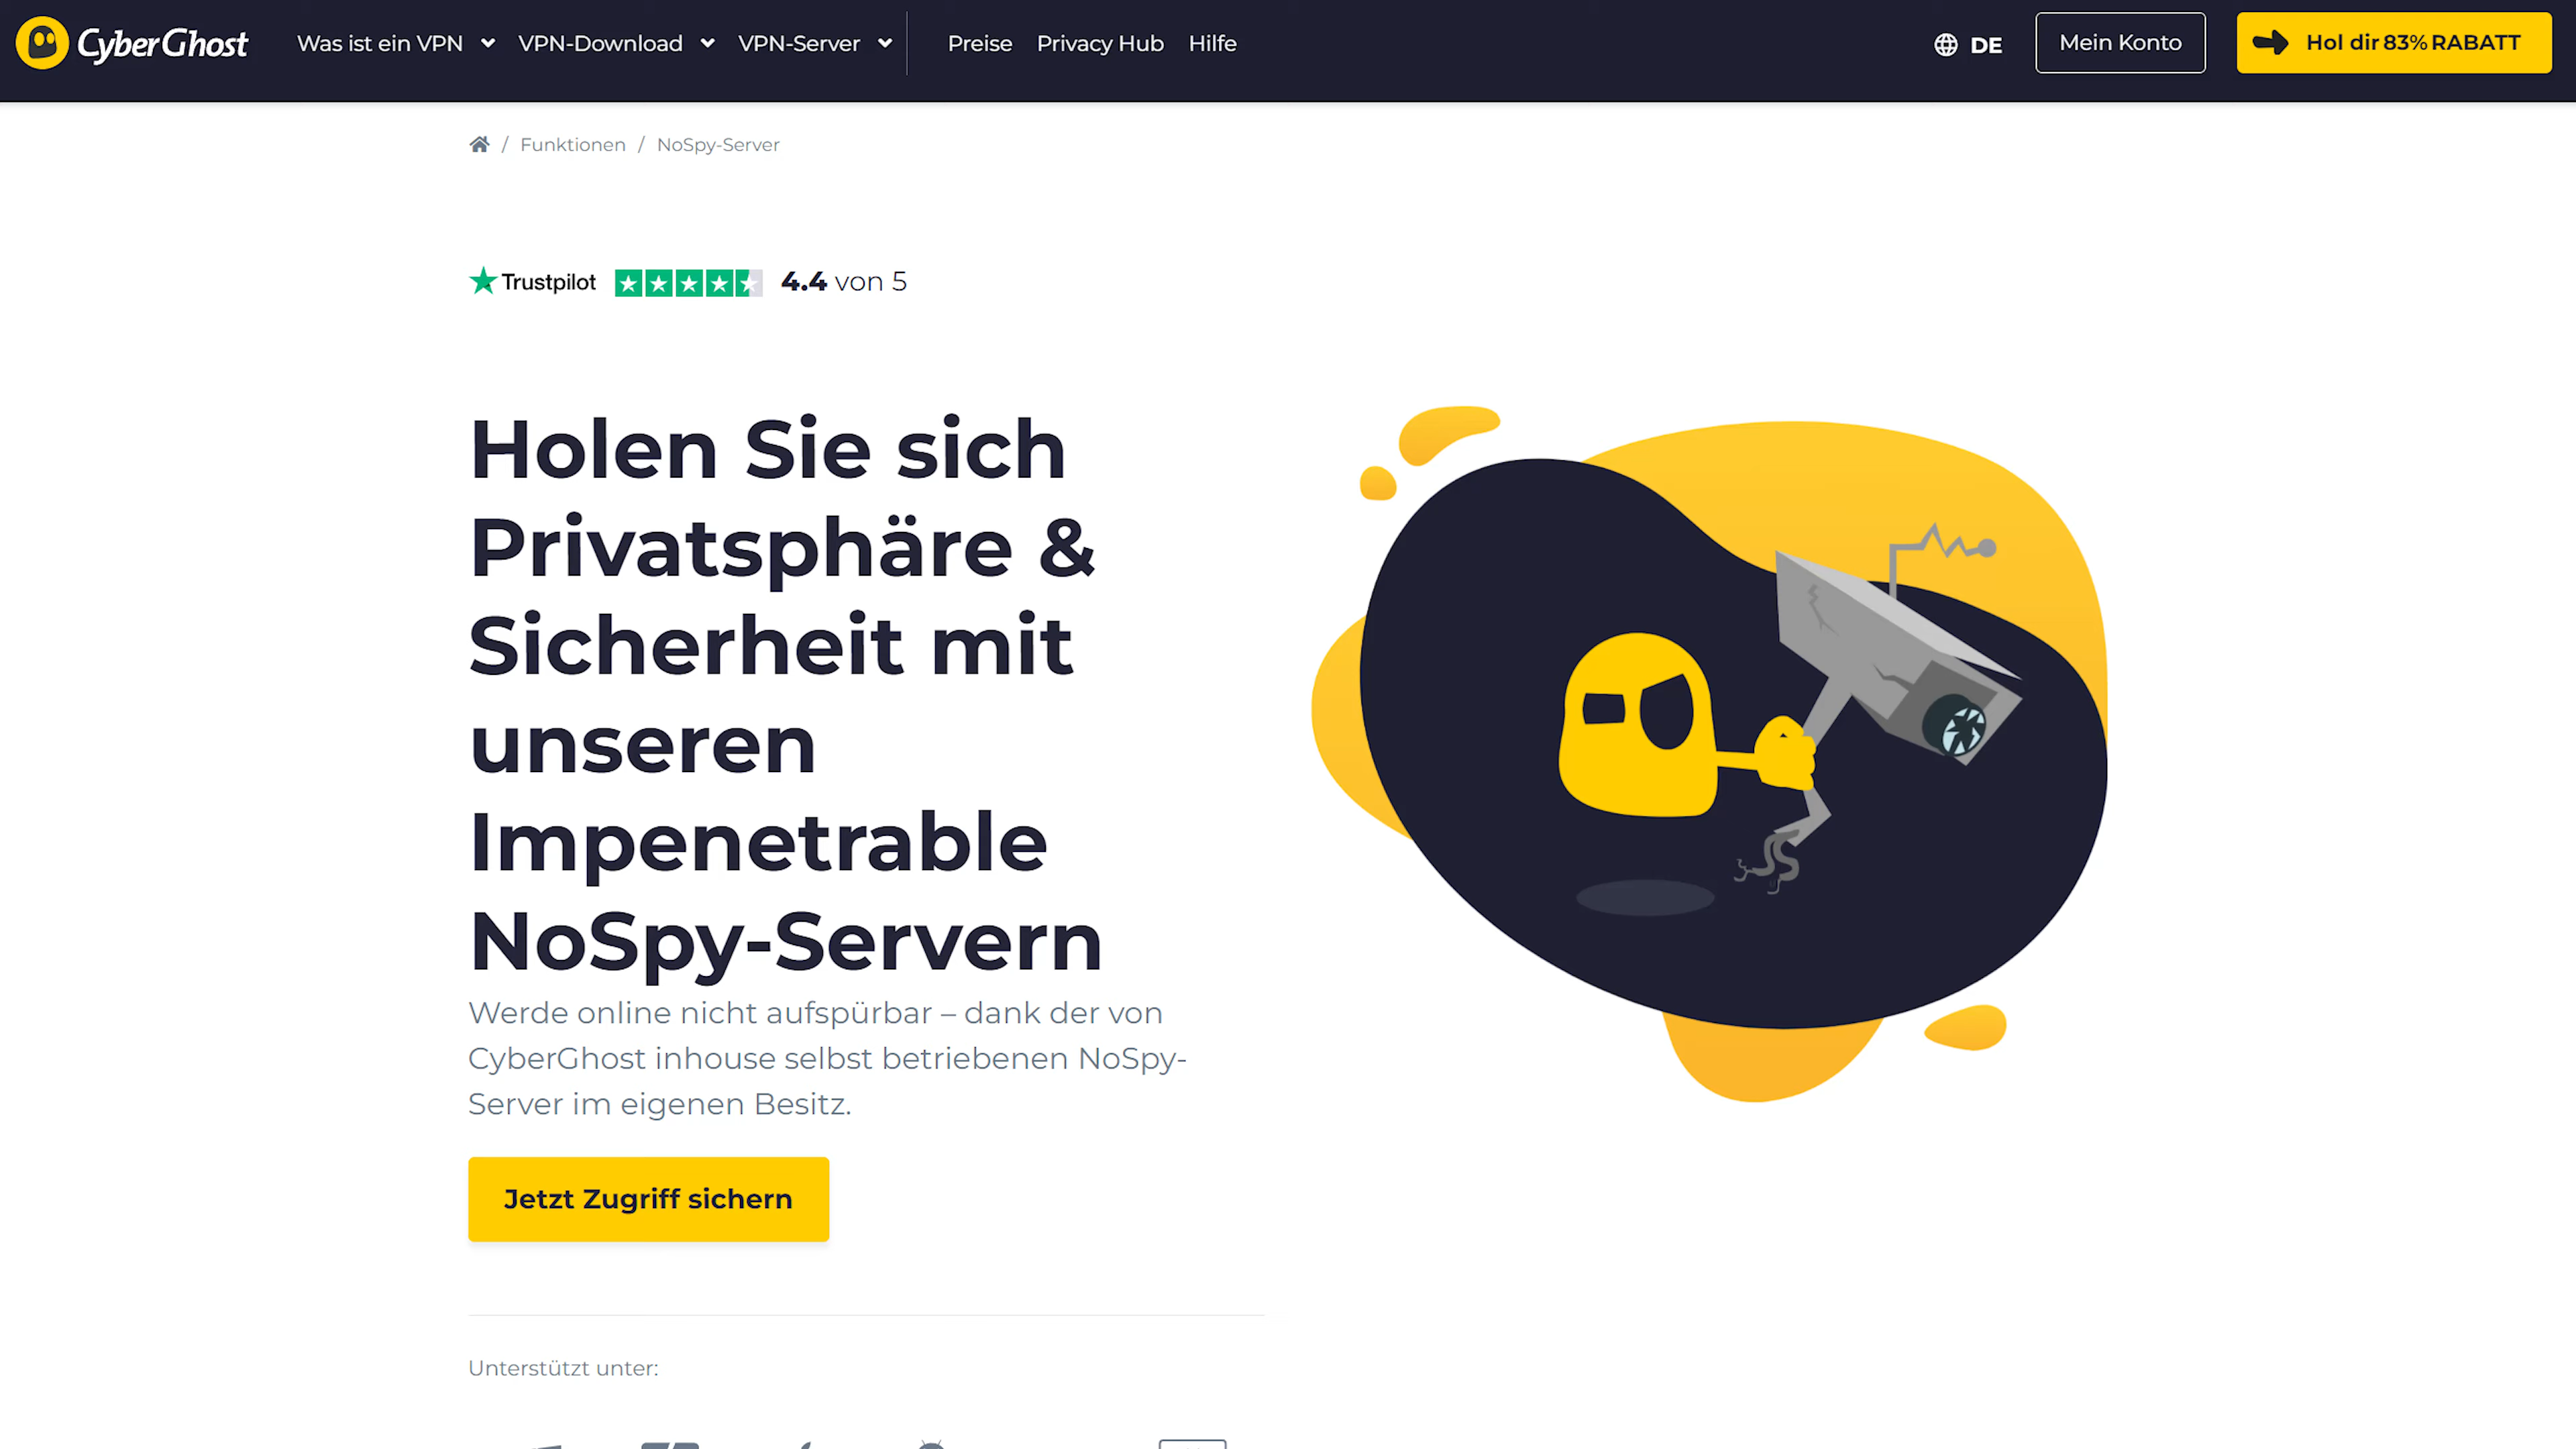 CyberGhost Was ist ein VPN VPN-Download VPN-Server Preise Privacy Hub Hilfe DE Mein Konto Hol dir 83% RABATT
/ Funktionen / NoSpy-Server
Trustpilot 4.4 von 5
Holen Sie sich
Privatsphäre &
Sicherheit mit
unseren
Impenetrable
NoSpy-Servern
Werde online nicht aufspürbar – dank der von
CyberGhost inhouse selbst betriebenen NoSpy-
Server im eigenen Besitz.
Jetzt Zugriff sichern
Unterstützt unter: